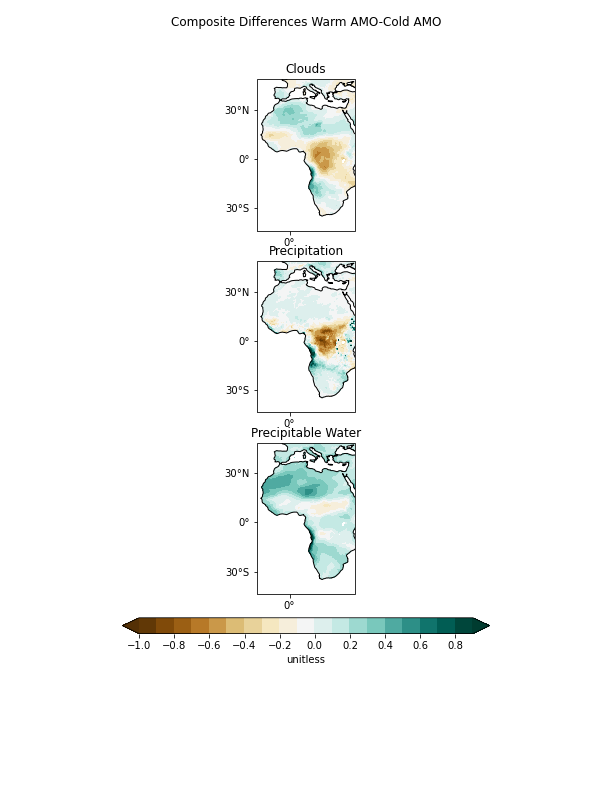 Composite Differences Warm AMO-Cold AMO
Clouds
30°N
0°
30°S
0°
Precipitation
30°N
0°
30°S
0°
Precipitable Water
30°N
0°
30°S
0°
−1.0 −0.8 −0.6 −0.4 −0.2 0.0 0.2 0.4 0.6 0.8
unitless